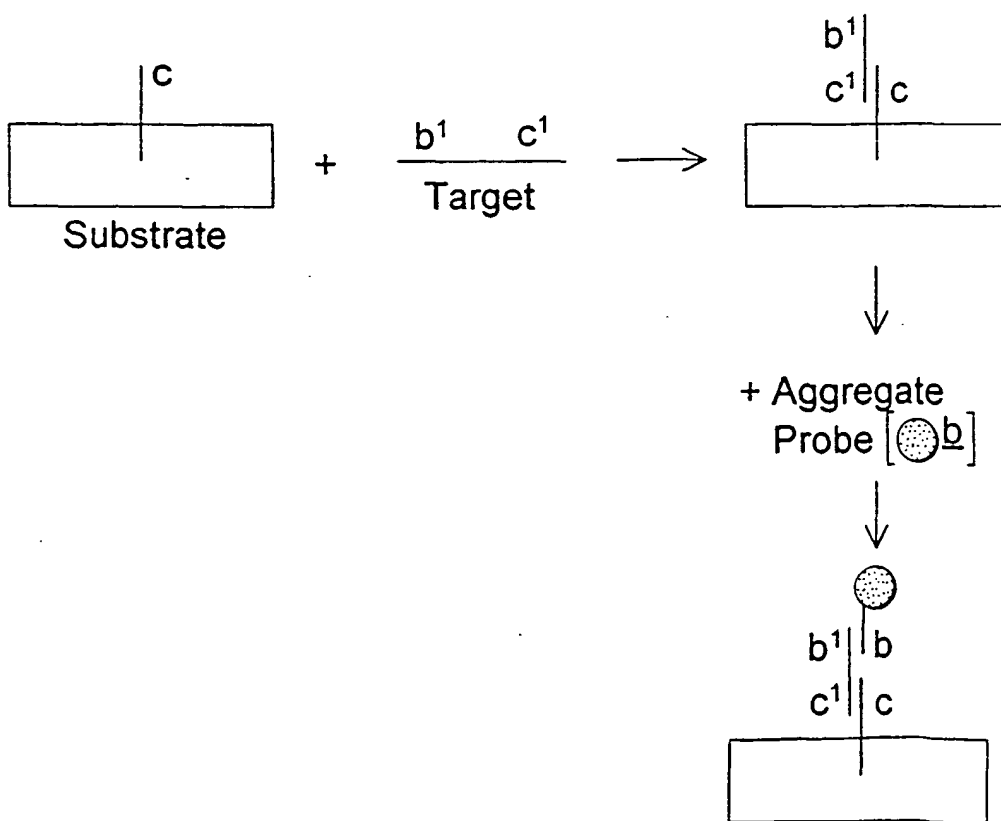 c
+
b¹ c¹
Target
Substrate
b¹
c¹ c
+ Aggregate
Probe [ b]
b¹ b
c¹ c